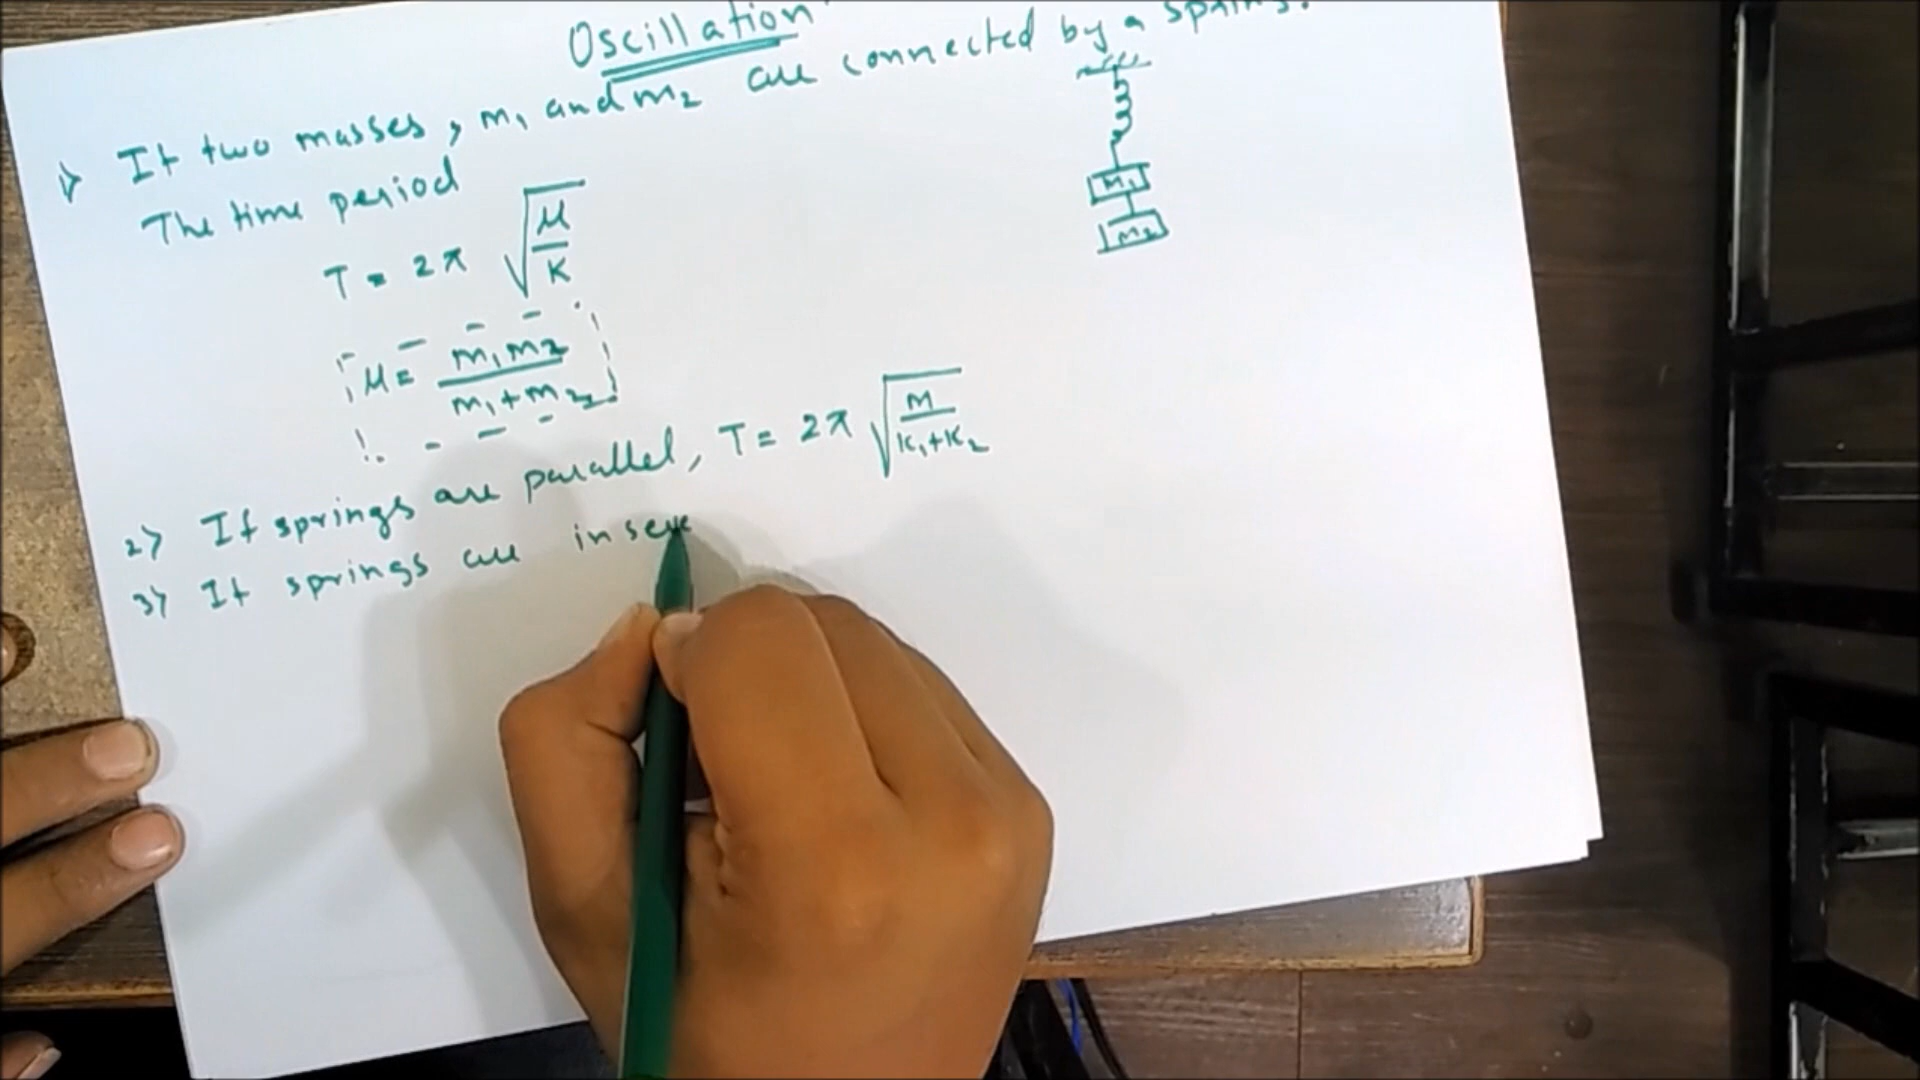 Oscillation
1) If two masses, m₁ and m₂ are connected by a spring.
The time period
T = 2π √(μ/K)
μ = m₁m₂/(m₁+m₂)
2) If springs are parallel, T = 2π √(M/(K₁+K₂))
3) If springs are in serie
M₁
M₂